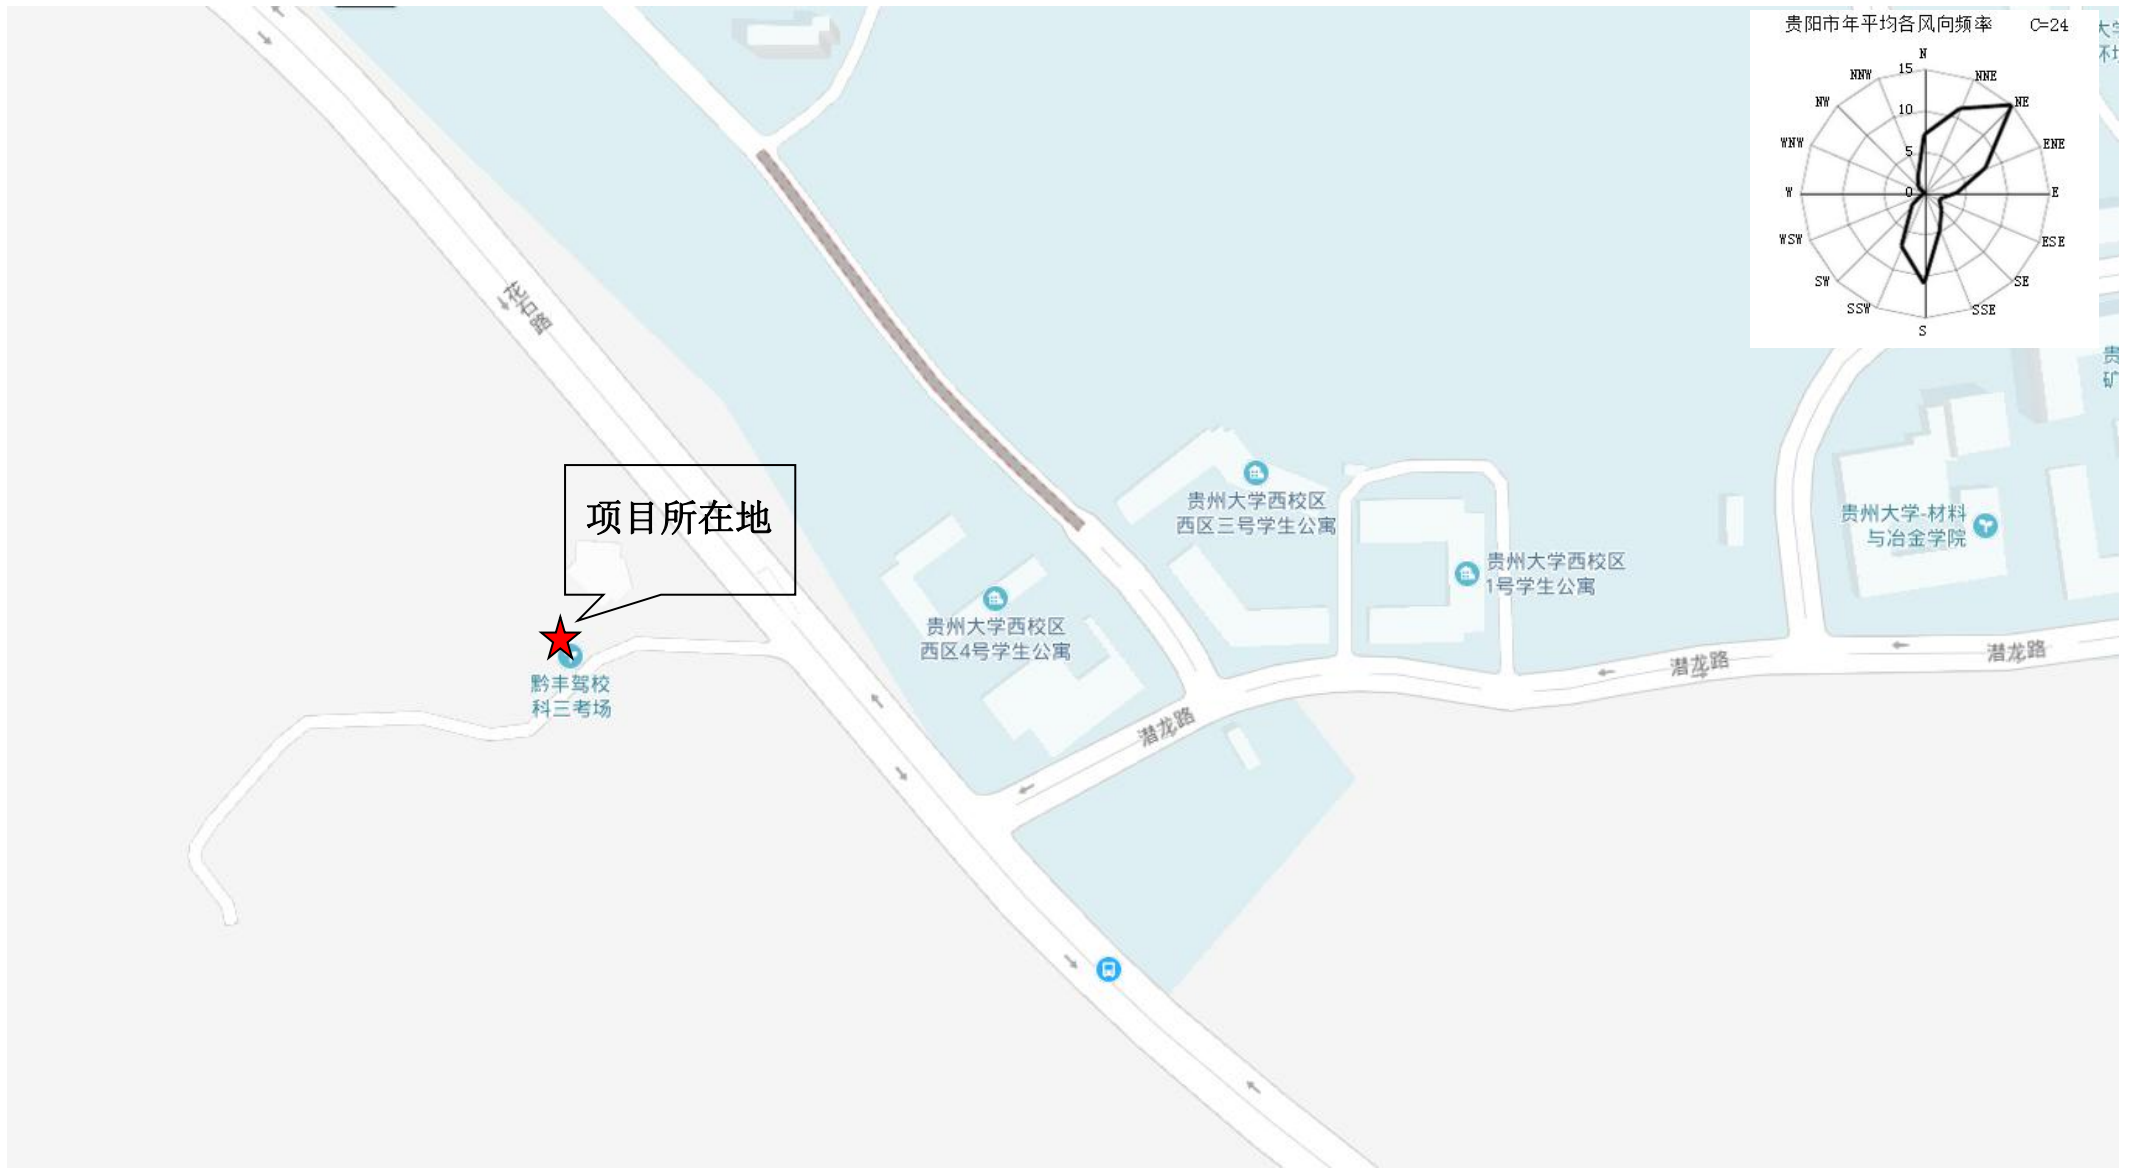 贵阳市年平均各风向频率 C=24
N
NNW
15
NNE
NW
10
NE
WNW
5
ENE
W
0
E
WSW
ESE
SW
SE
SSW
SSE
S
花石路
项目所在地
贵州大学西校区
西区三号学生公寓
贵州大学-材料
与冶金学院
贵州大学西校区
1号学生公寓
贵州大学西校区
西区4号学生公寓
黔丰驾校
科三考场
潜龙路
潜龙路
潜龙路
贵
矿